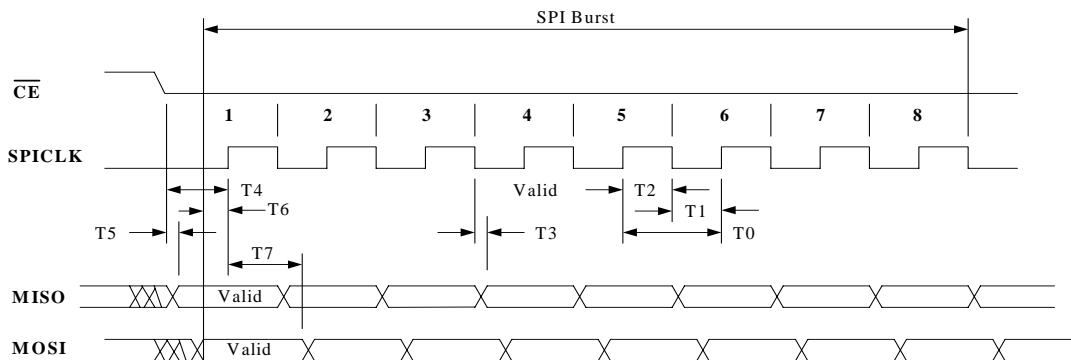 SPI Burst
CE
1 2 3 4 5 6 7 8
SPICLK
T4 Valid T2
T6 T1
T5 T3 T0
T7
MISO Valid
MOSI Valid